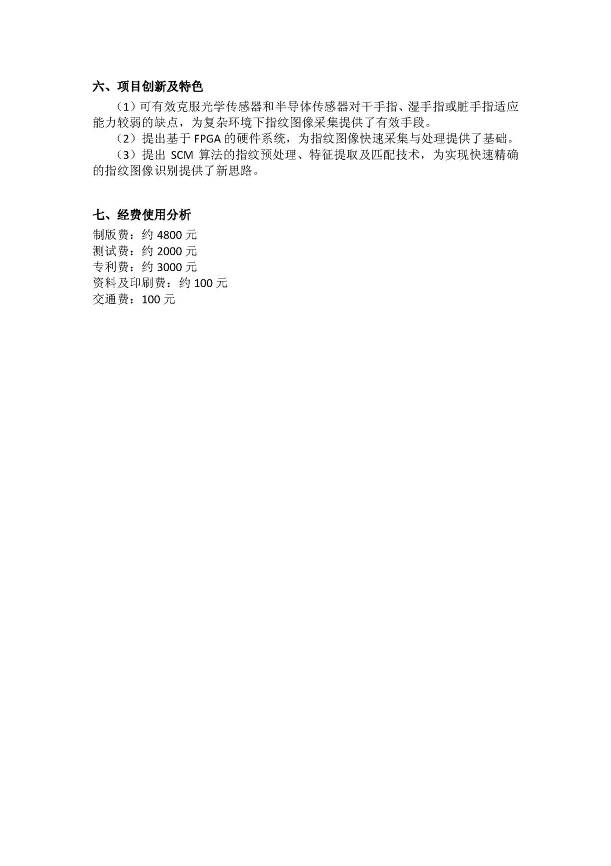 六、项目创新及特色
（1）可有效克服光学传感器和半导体传感器对干手指、湿手指或脏手指适应
能力较弱的缺点，为复杂环境下指纹图像采集提供了有效手段。
（2）提出基于 FPGA 的硬件系统，为指纹图像快速采集与处理提供了基础。
（3）提出 SCM 算法的指纹预处理、特征提取及匹配技术，为实现快速精确
的指纹图像识别提供了新思路。
七、经费使用分析
制版费：约 4800 元
测试费：约 2000 元
专利费：约 3000 元
资料及印刷费：约 100 元
交通费：100 元